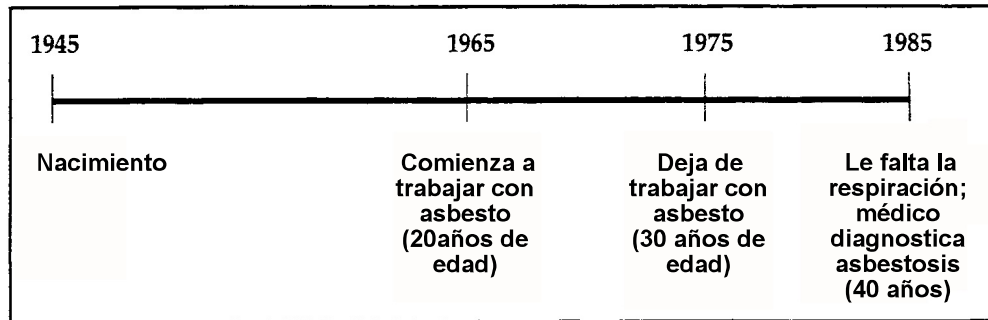 1945 1965 1975 1985
Nacimiento
Comienza a
trabajar con
asbesto
(20años de
edad)
Deja de
trabajar con
asbesto
(30 años de
edad)
Le falta la
respiración;
médico
diagnostica
asbestosis
(40 años)